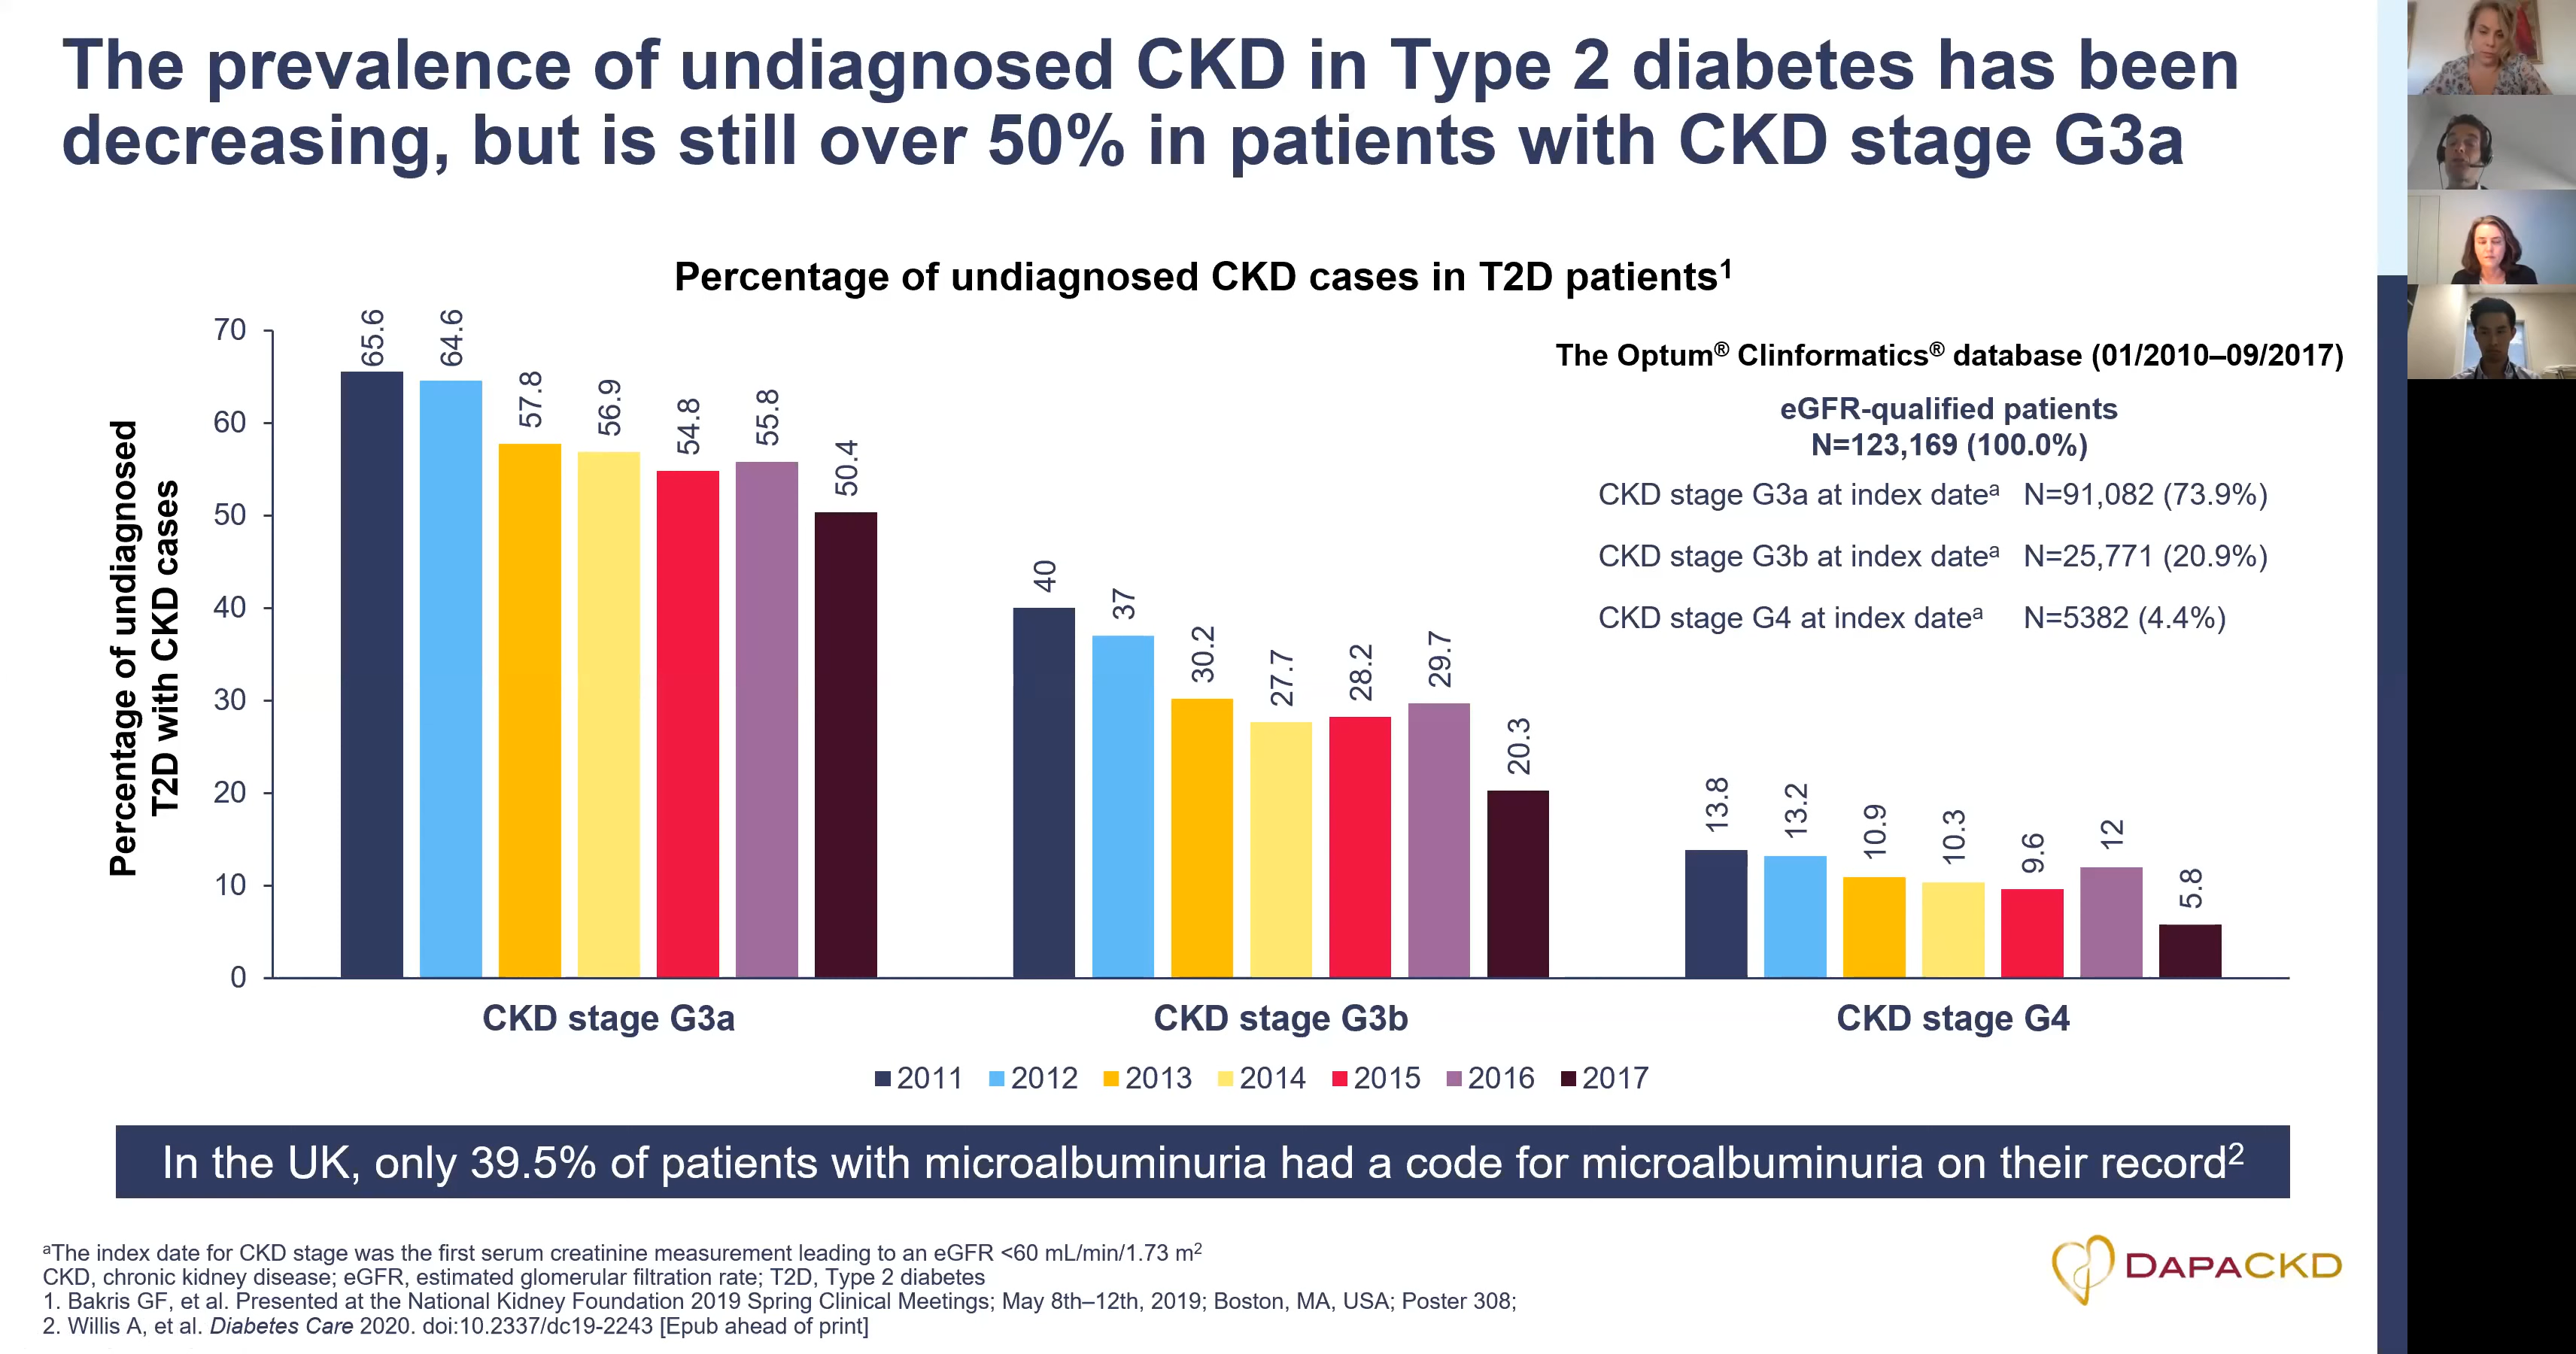 The prevalence of undiagnosed CKD in Type 2 diabetes has been
decreasing, but is still over 50% in patients with CKD stage G3a
Percentage of undiagnosed CKD cases in T2D patients¹
The Optum® Clinformatics® database (01/2010–09/2017)
eGFR-qualified patients
N=123,169 (100.0%)
CKD stage G3a at index dateᵃ N=91,082 (73.9%)
CKD stage G3b at index dateᵃ N=25,771 (20.9%)
CKD stage G4 at index dateᵃ N=5382 (4.4%)
Percentage of undiagnosed
T2D with CKD cases
70
60
50
40
30
20
10
0
65.6
64.6
57.8
56.9
54.8
55.8
50.4
40
37
30.2
27.7
28.2
29.7
20.3
13.8
13.2
10.9
10.3
9.6
12
5.8
CKD stage G3a
CKD stage G3b
CKD stage G4
2011 2012 2013 2014 2015 2016 2017
In the UK, only 39.5% of patients with microalbuminuria had a code for microalbuminuria on their record²
ᵃThe index date for CKD stage was the first serum creatinine measurement leading to an eGFR <60 mL/min/1.73 m²
CKD, chronic kidney disease; eGFR, estimated glomerular filtration rate; T2D, Type 2 diabetes
1. Bakris GF, et al. Presented at the National Kidney Foundation 2019 Spring Clinical Meetings; May 8th–12th, 2019; Boston, MA, USA; Poster 308;
2. Willis A, et al. Diabetes Care 2020. doi:10.2337/dc19-2243 [Epub ahead of print]
DAPACKD